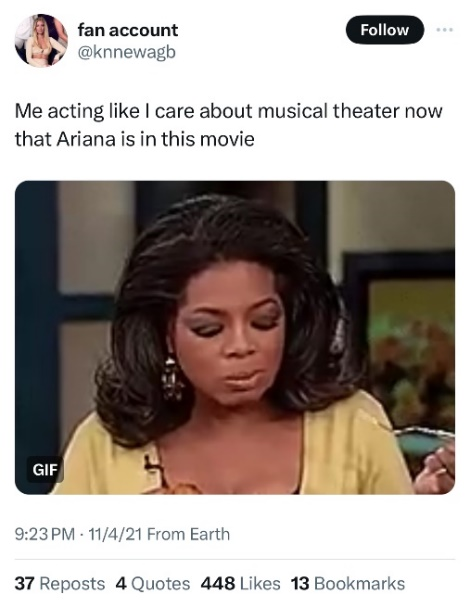 fan account
Follow
@knnewagb
Me acting like I care about musical theater now
that Ariana is in this movie
GIF
9:23 PM · 11/4/21 From Earth
37 Reposts 4 Quotes 448 Likes 13 Bookmarks